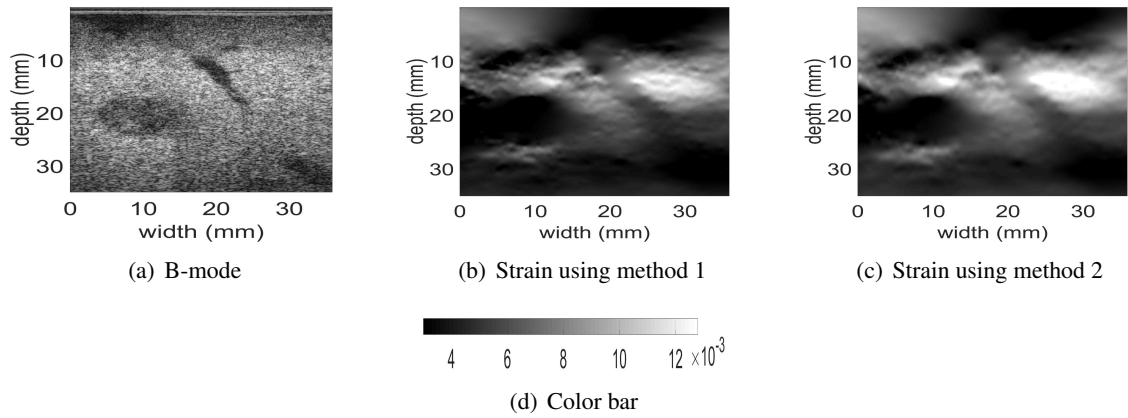 depth (mm)
10
20
30
0 10 20 30
width (mm)
(a) B-mode
depth (mm)
10
20
30
0 10 20 30
width (mm)
(b) Strain using method 1
depth (mm)
10
20
30
0 10 20 30
width (mm)
(c) Strain using method 2
4 6 8 10 12 ×10⁻³
(d) Color bar